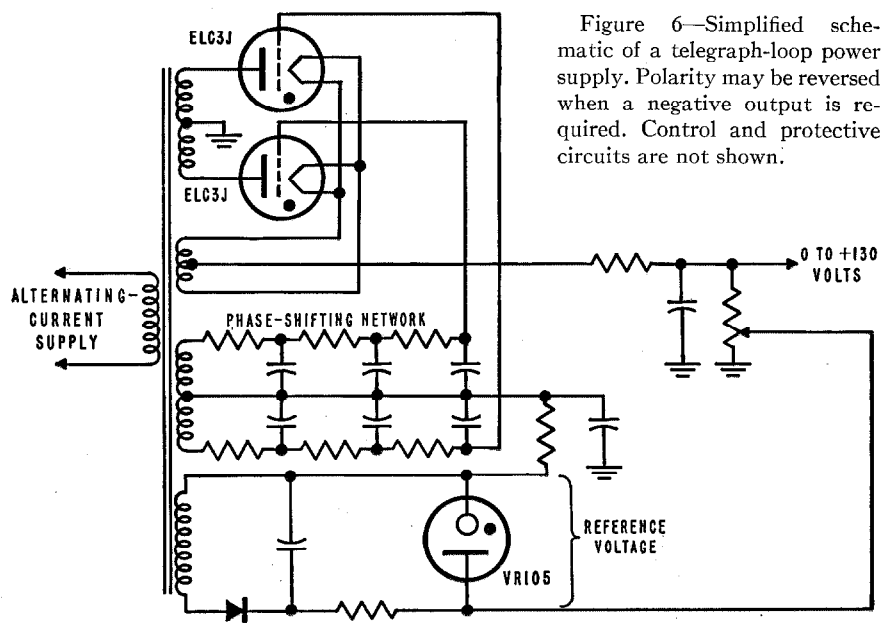 ELC3J
Figure 6—Simplified sche-
matic of a telegraph-loop power
supply. Polarity may be reversed
when a negative output is re-
quired. Control and protective
circuits are not shown.
ELC3J
0 TO +130
VOLTS
ALTERNATING-
CURRENT
SUPPLY
PHASE-SHIFTING NETWORK
REFERENCE
VOLTAGE
VR105